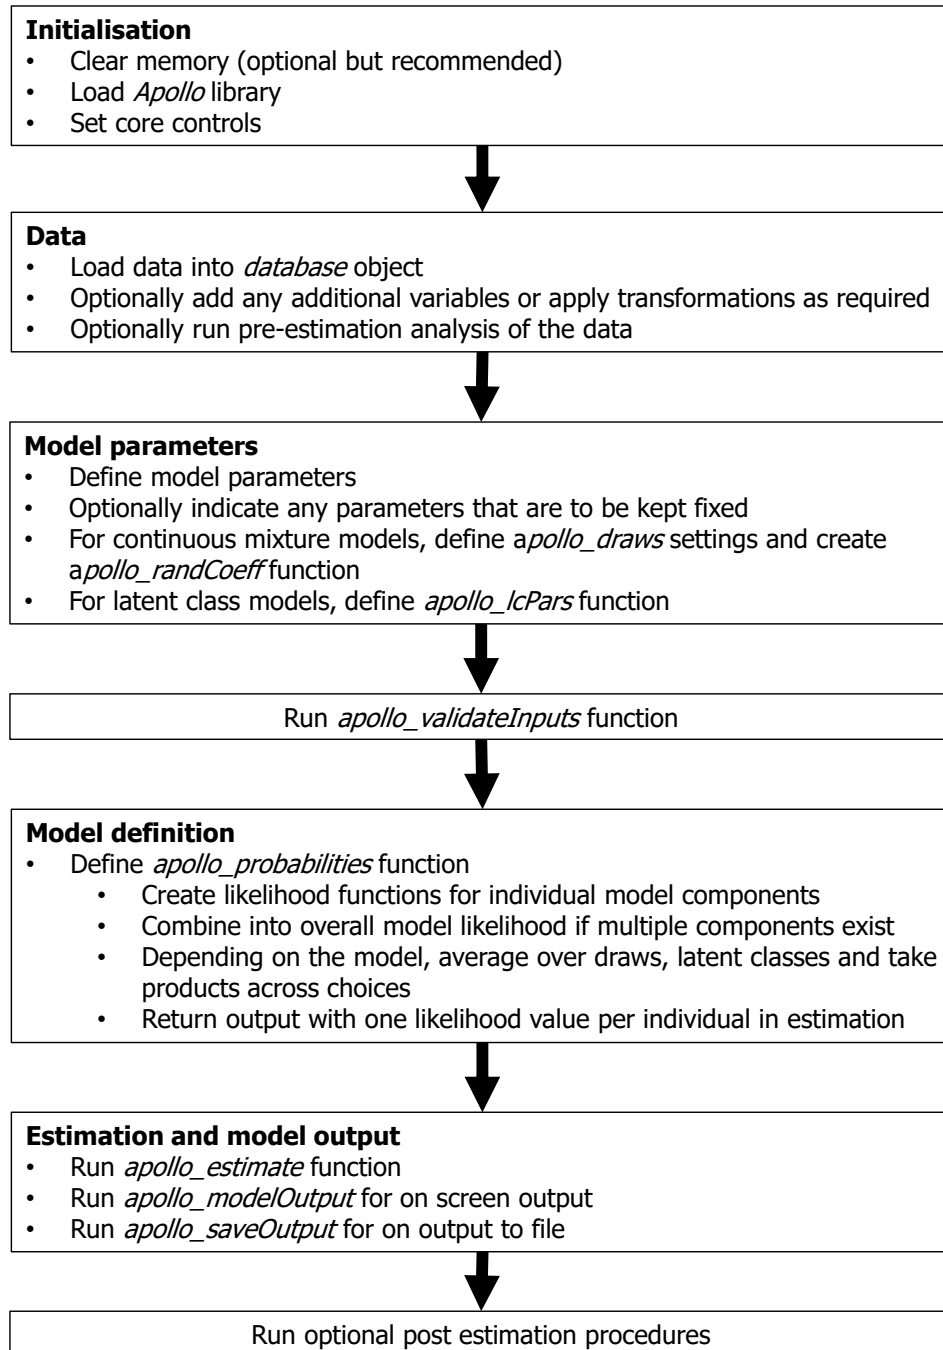 Initialisation
• Clear memory (optional but recommended)
• Load Apollo library
• Set core controls
Data
• Load data into database object
• Optionally add any additional variables or apply transformations as required
• Optionally run pre-estimation analysis of the data
Model parameters
• Define model parameters
• Optionally indicate any parameters that are to be kept fixed
• For continuous mixture models, define apollo_draws settings and create
apollo_randCoeff function
• For latent class models, define apollo_lcPars function
Run apollo_validateInputs function
Model definition
• Define apollo_probabilities function
• Create likelihood functions for individual model components
• Combine into overall model likelihood if multiple components exist
• Depending on the model, average over draws, latent classes and take
products across choices
• Return output with one likelihood value per individual in estimation
Estimation and model output
• Run apollo_estimate function
• Run apollo_modelOutput for on screen output
• Run apollo_saveOutput for on output to file
Run optional post estimation procedures